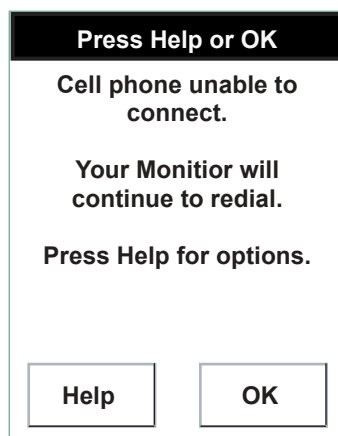 Press Help or OK
Cell phone unable to
connect.
Your Monitior will
continue to redial.
Press Help for options.
Help
OK